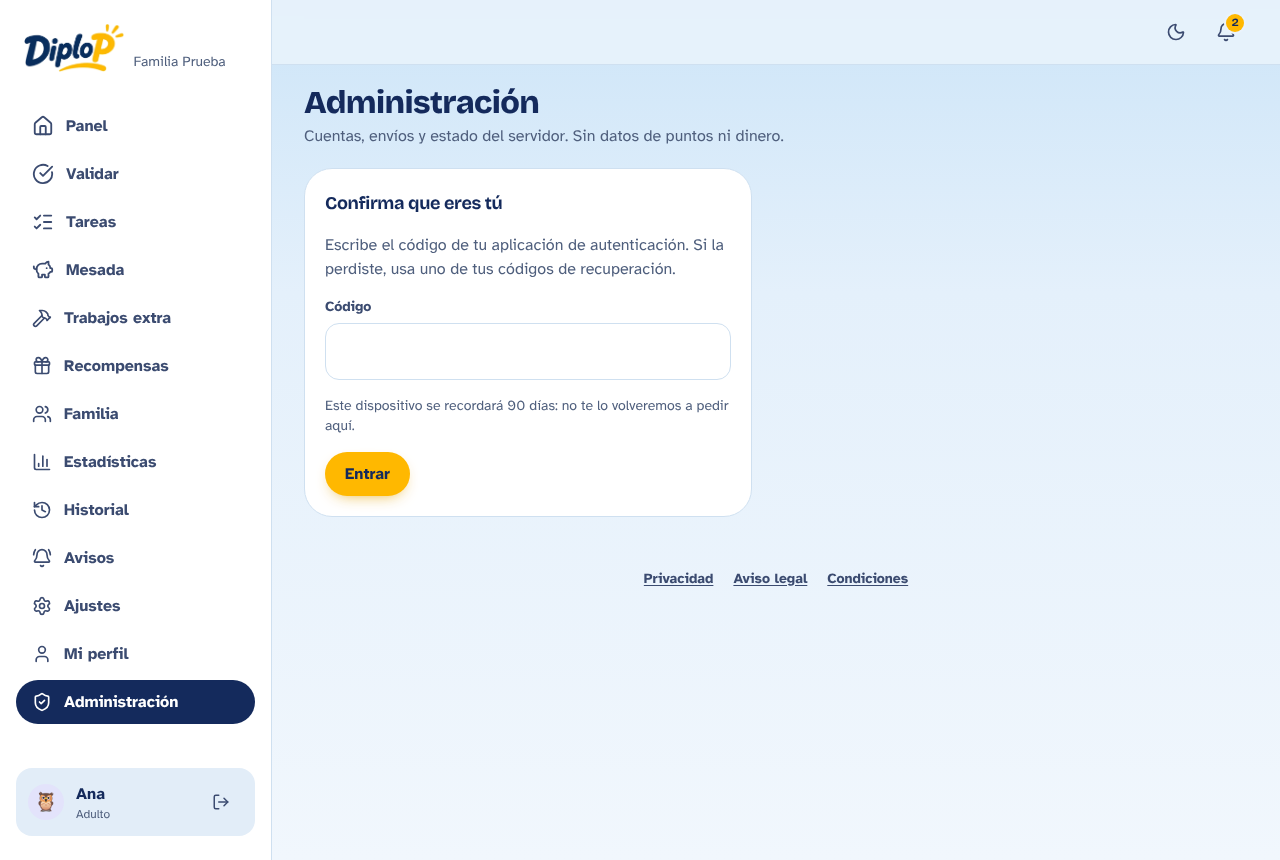 DiploP
Familia Prueba
Panel
Validar
Tareas
Mesada
Trabajos extra
Recompensas
Familia
Estadísticas
Historial
Avisos
Ajustes
Mi perfil
Administración
Ana
Adulto
2
Administración
Cuentas, envíos y estado del servidor. Sin datos de puntos ni dinero.
Confirma que eres tú
Escribe el código de tu aplicación de autenticación. Si la
perdiste, usa uno de tus códigos de recuperación.
Código
Este dispositivo se recordará 90 días: no te lo volveremos a pedir
aquí.
Entrar
Privacidad Aviso legal Condiciones